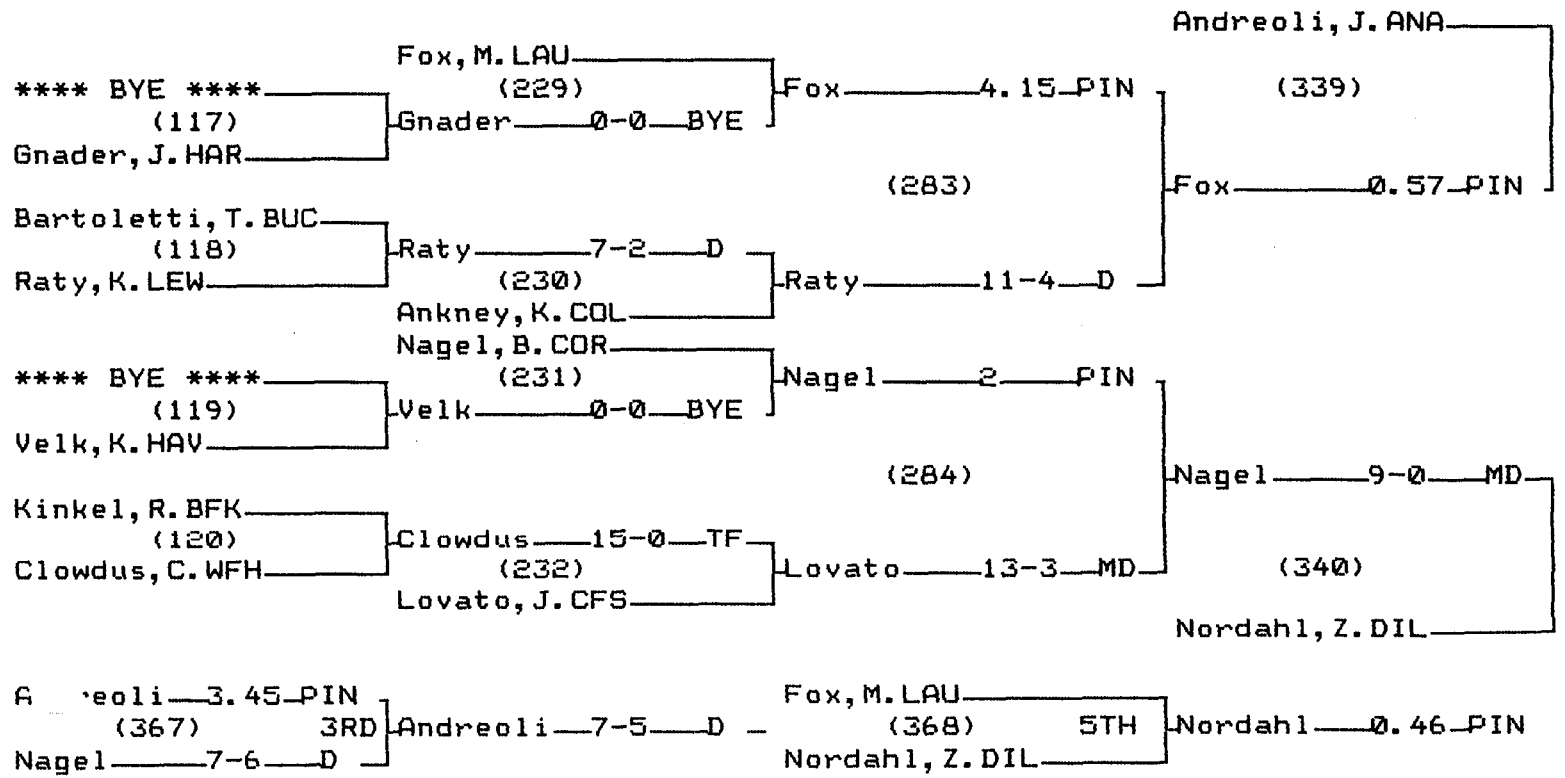 Andreoli, J. ANA
Fox, M. LAU
**** BYE **** (229) Fox 4.15 PIN (339)
(117) Gnader 0-0 BYE
Gnader, J. HAR
(283) Fox 0.57 PIN
Bartoletti, T. BUC
(118) Raty 7-2 D
Raty, K. LEW (230) Raty 11-4 D
Ankney, K. COL
Nagel, B. COR
**** BYE **** (231) Nagel 2 PIN
(119) Velk 0-0 BYE
Velk, K. HAV
(284) Nagel 9-0 MD
Kinkel, R. BFK
(120) Clowdus 15-0 TF
Clowdus, C. WFH (232) Lovato 13-3 MD (340)
Lovato, J. CFS
Nordahl, Z. DIL
3.45 PIN Fox, M. LAU
(367) 3RD Andreoli 7-5 D (368) 5TH Nordahl 0.46 PIN
Nagel 7-6 D Nordahl, Z. DIL